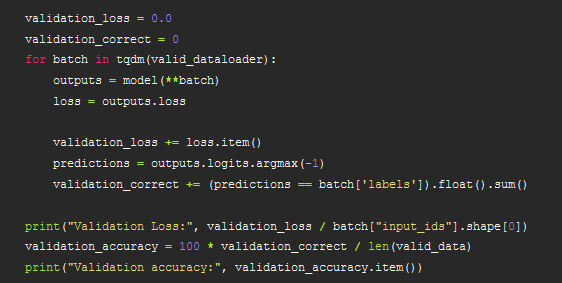 validation_loss = 0.0
validation_correct = 0
for batch in tqdm(valid_dataloader):
    outputs = model(**batch)
    loss = outputs.loss

    validation_loss += loss.item()
    predictions = outputs.logits.argmax(-1)
    validation_correct += (predictions == batch['labels']).float().sum()

print("Validation Loss:", validation_loss / batch["input_ids"].shape[0])
validation_accuracy = 100 * validation_correct / len(valid_data)
print("Validation accuracy:", validation_accuracy.item())